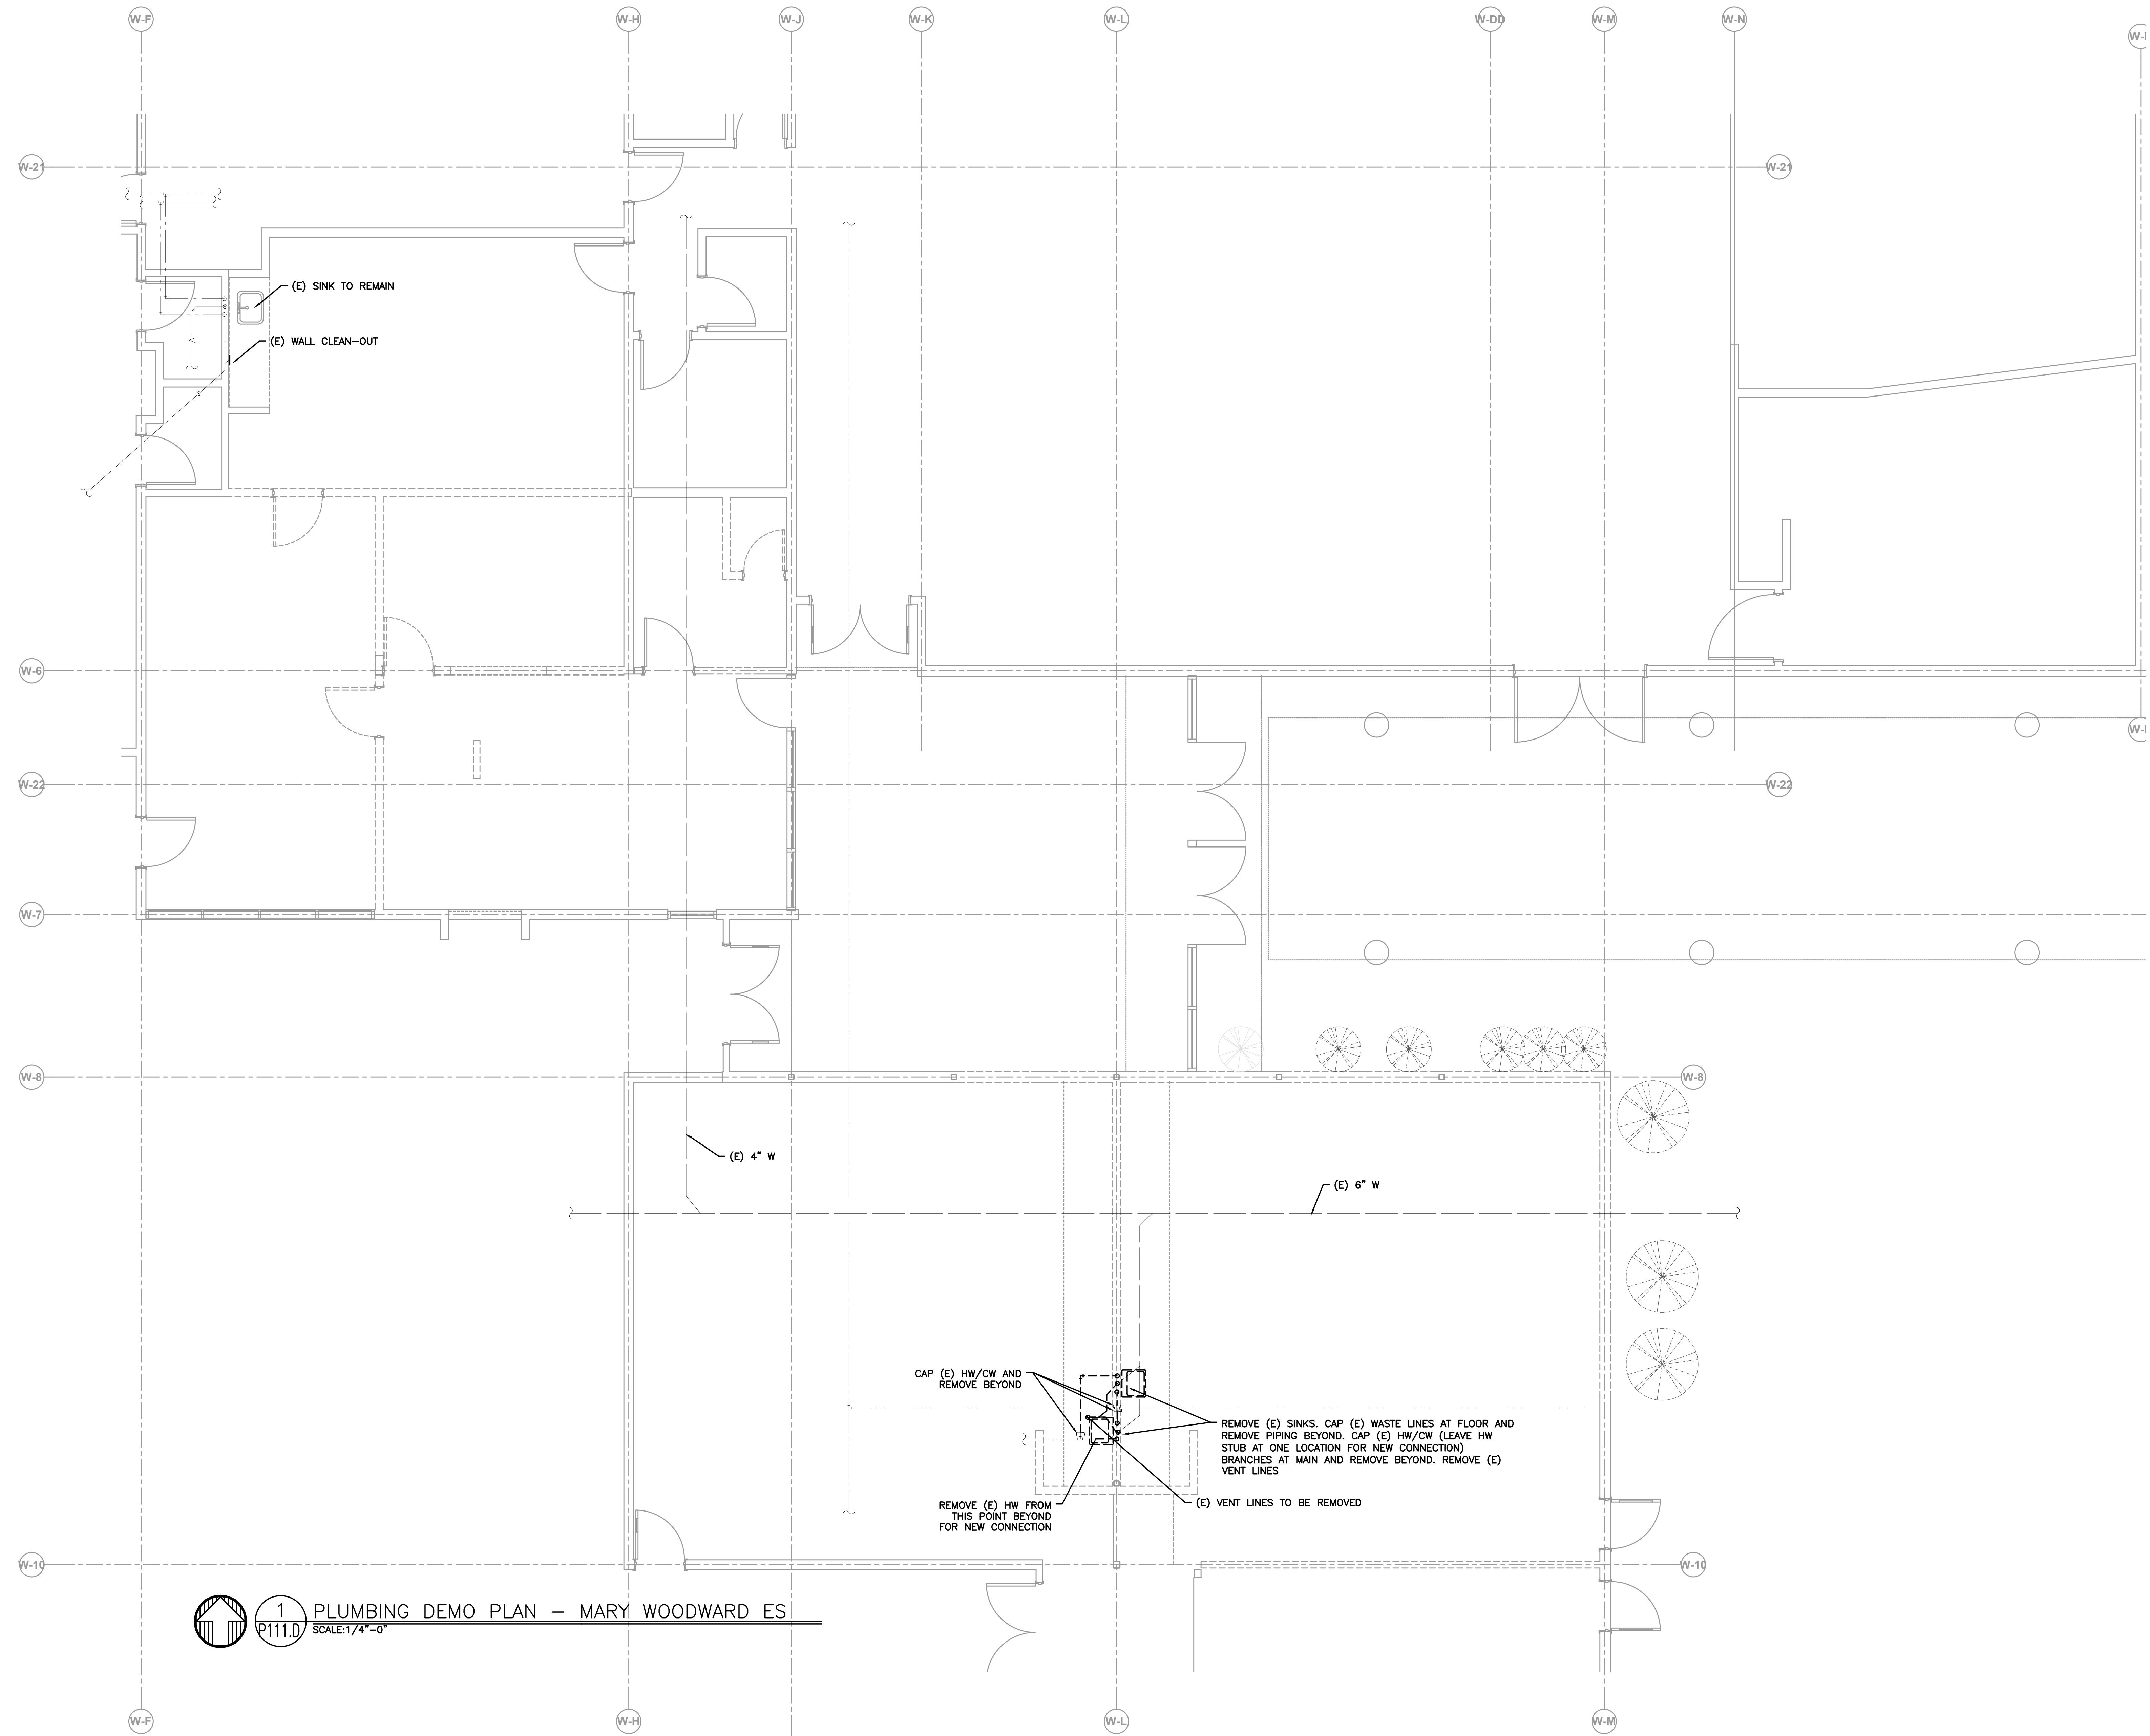 W-F
W-H
W-J
W-K
W-L
W-DD
W-M
W-N
W-21
W-21
(E) SINK TO REMAIN
(E) WALL CLEAN-OUT
V
W-6
W-22
W-22
W-7
W-8
W-8
(E) 4" W
(E) 6" W
CAP (E) HW/CW AND
REMOVE BEYOND
REMOVE (E) SINKS. CAP (E) WASTE LINES AT FLOOR AND
REMOVE PIPING BEYOND. CAP (E) HW/CW (LEAVE HW
STUB AT ONE LOCATION FOR NEW CONNECTION)
BRANCHES AT MAIN AND REMOVE BEYOND. REMOVE (E)
VENT LINES
(E) VENT LINES TO BE REMOVED
REMOVE (E) HW FROM
THIS POINT BEYOND
FOR NEW CONNECTION
W-10
W-10
1
P111.D
PLUMBING DEMO PLAN - MARY WOODWARD ES
SCALE:1/4"-0"
W-F
W-H
W-L
W-M